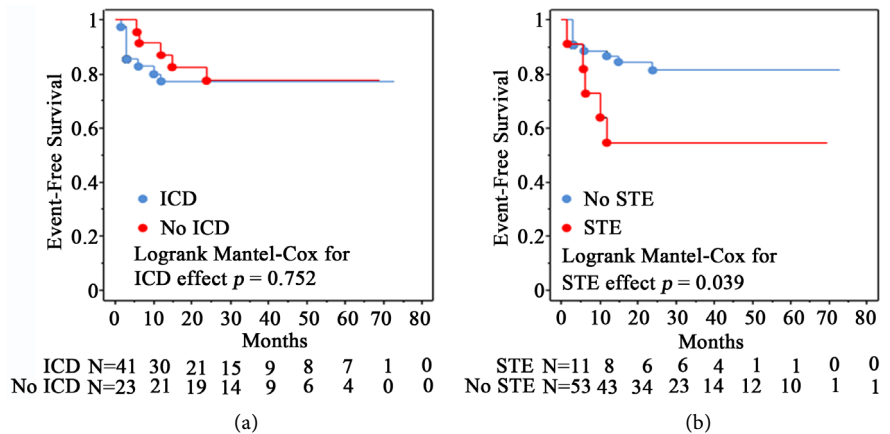 1
0.8
0.6
0.4
0.2
0
Event-Free Survival
ICD
No ICD
Logrank Mantel-Cox for
ICD effect p = 0.752
0 10 20 30 40 50 60 70 80
Months
ICD N=41 30 21 15 9 8 7 1 0
No ICD N=23 21 19 14 9 6 4 0 0
(a)
1
0.8
0.6
0.4
0.2
0
Event-Free Survival
No STE
STE
Logrank Mantel-Cox for
STE effect p = 0.039
0 10 20 30 40 50 60 70 80
Months
STE N=11 8 6 6 4 1 1 0 0
No STE N=53 43 34 23 14 12 10 1 1
(b)